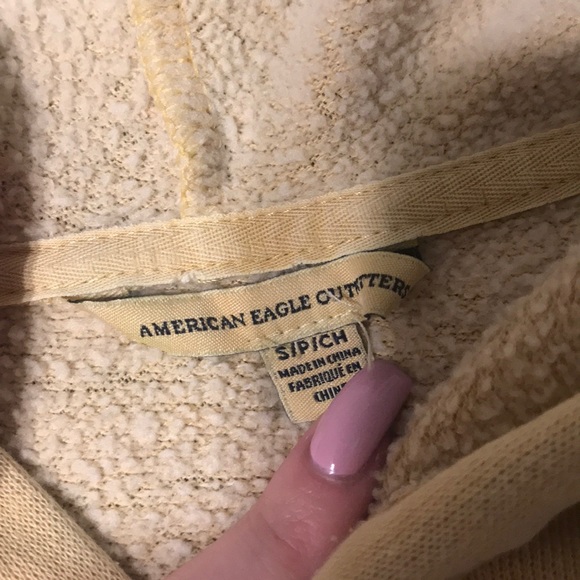 AMERICAN EAGLE OUTFITTERS
S/P/CH
MADE IN CHINA
FABRIQUÉ EN
CHINE